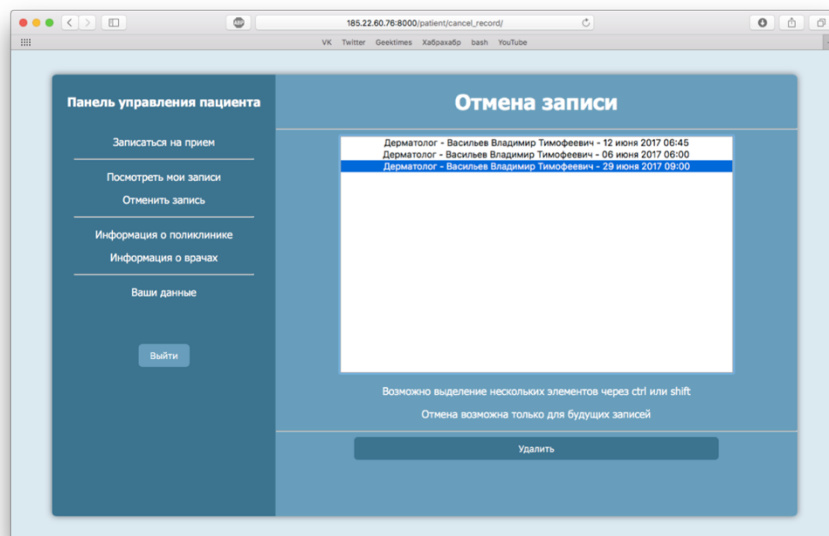 185.22.60.76:8000/patient/cancel_record/
VK Twitter Geektimes Хабрахабр bash YouTube
Панель управления пациента
Записаться на прием
Посмотреть мои записи
Отменить запись
Информация о поликлинике
Информация о врачах
Ваши данные
Выйти
Отмена записи
Дерматолог - Васильев Владимир Тимофеевич - 12 июня 2017 06:45
Дерматолог - Васильев Владимир Тимофеевич - 06 июня 2017 06:00
Дерматолог - Васильев Владимир Тимофеевич - 29 июня 2017 09:00
Возможно выделение нескольких элементов через ctrl или shift
Отмена возможна только для будущих записей
Удалить